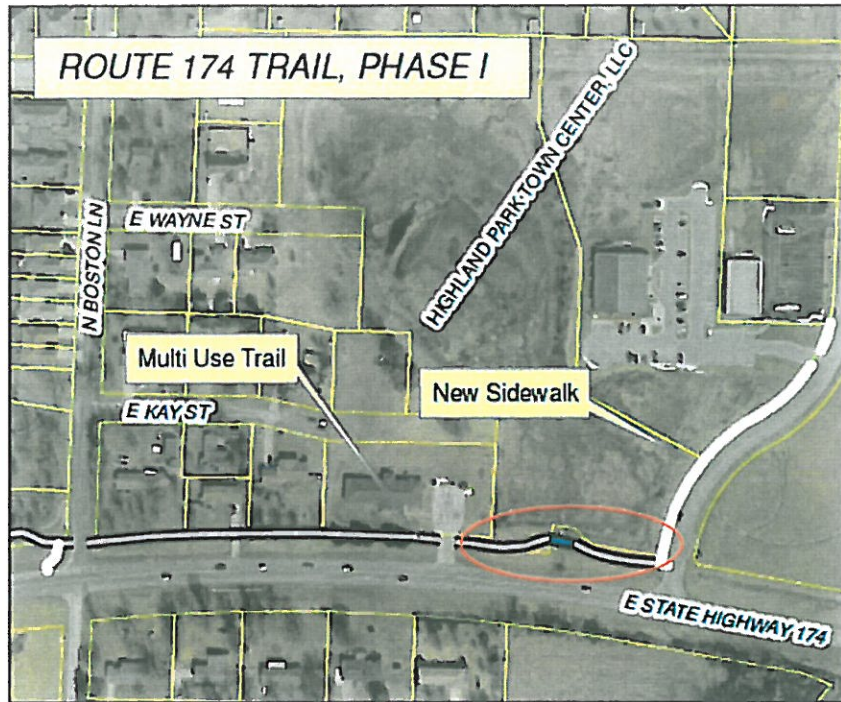 ROUTE 174 TRAIL, PHASE I
HIGHLAND PARK TOWN CENTER, LLC
E WAYNE ST
N BOSTON LN
Multi Use Trail
New Sidewalk
E KAY ST
E STATE HIGHWAY 174